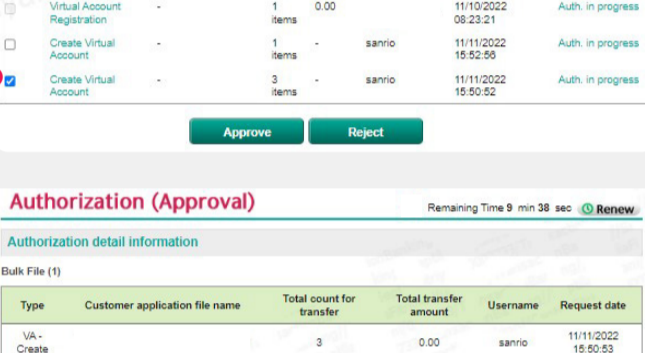 Virtual Account - 1 0.00 11/10/2022 Auth. in progress
Registration items 08:23:21
Create Virtual - 1 - sanrio 11/11/2022 Auth. in progress
Account items 15:52:56
Create Virtual - 3 - sanrio 11/11/2022 Auth. in progress
Account items 15:50:52
Approve Reject
Authorization (Approval) Remaining Time 9 min 38 sec Renew
Authorization detail information
Bulk File (1)
Type Customer application file name Total count for transfer Total transfer amount Username Request date
VA - 3 0.00 sanrio 11/11/2022
Create 15:50:53